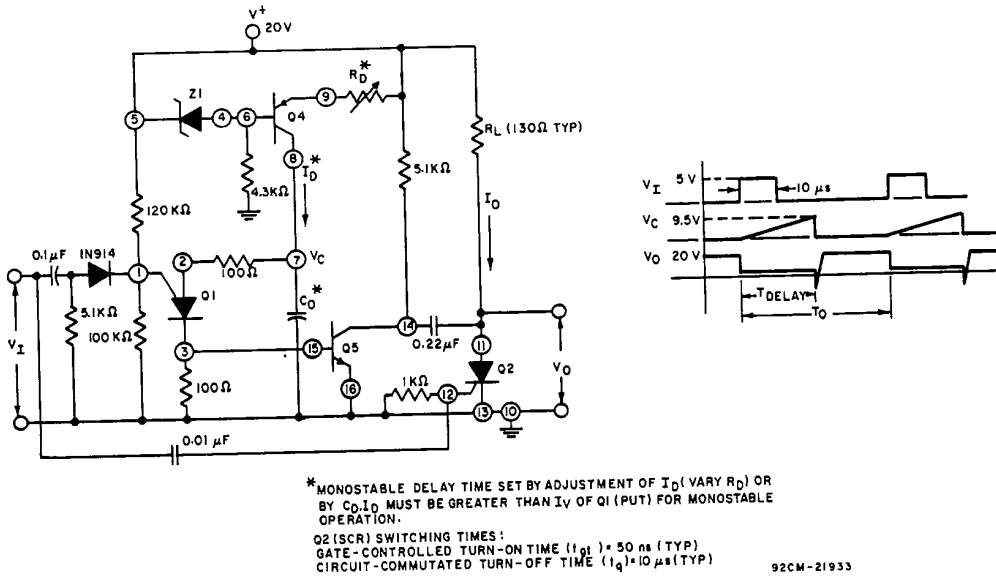 V+
20V
RD*
Z1
5
4
6
9
Q4
8
ID*
4.3KΩ
5.1KΩ
RL (130Ω TYP)
IO
120KΩ
0.1µF
1N914
1
2
100Ω
7
VC
Q1
CD*
14
0.22µF
11
5.1KΩ
100KΩ
VI
3
15
Q5
Q2
VO
100Ω
16
1KΩ
12
13
10
0.01 µF
VI
5V
10 µs
VC
9.5V
VO
20V
TDELAY
TO
*MONOSTABLE DELAY TIME SET BY ADJUSTMENT OF ID (VARY RD) OR
BY CD. ID MUST BE GREATER THAN IV OF Q1 (PUT) FOR MONOSTABLE
OPERATION.
Q2 (SCR) SWITCHING TIMES:
GATE-CONTROLLED TURN-ON TIME (tgt) = 50 ns (TYP)
CIRCUIT-COMMUTATED TURN-OFF TIME (tq) = 10 µs (TYP)
92CM-21933